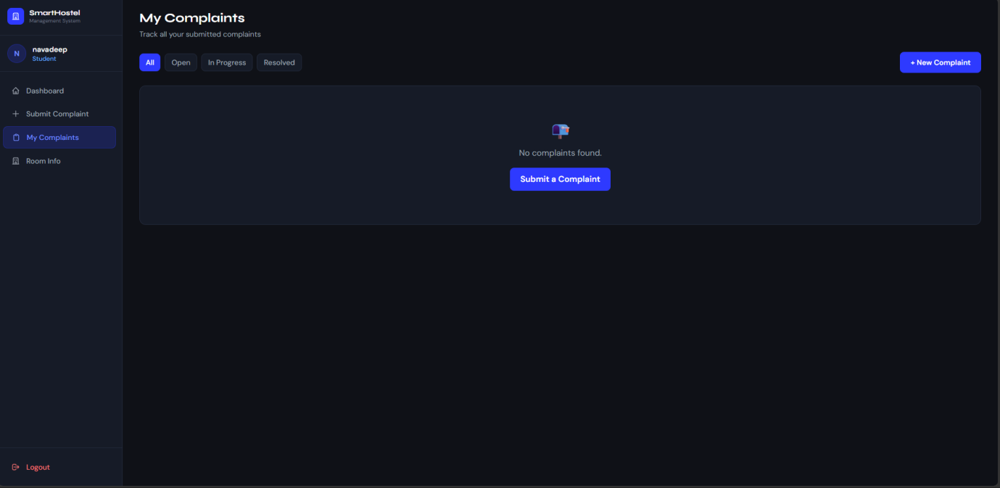 SmartHostel
Management System
N
navadeep
Student
Dashboard
Submit Complaint
My Complaints
Room Info
Logout
My Complaints
Track all your submitted complaints
All
Open
In Progress
Resolved
+ New Complaint
No complaints found.
Submit a Complaint